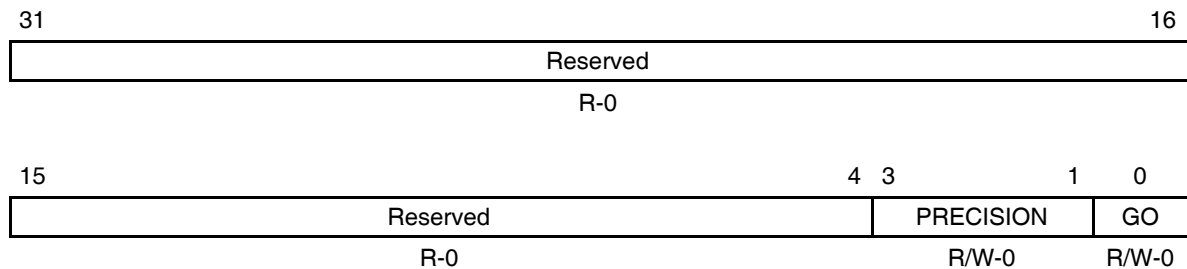 31 16
Reserved
R-0
15 4 3 1 0
Reserved PRECISION GO
R-0 R/W-0 R/W-0